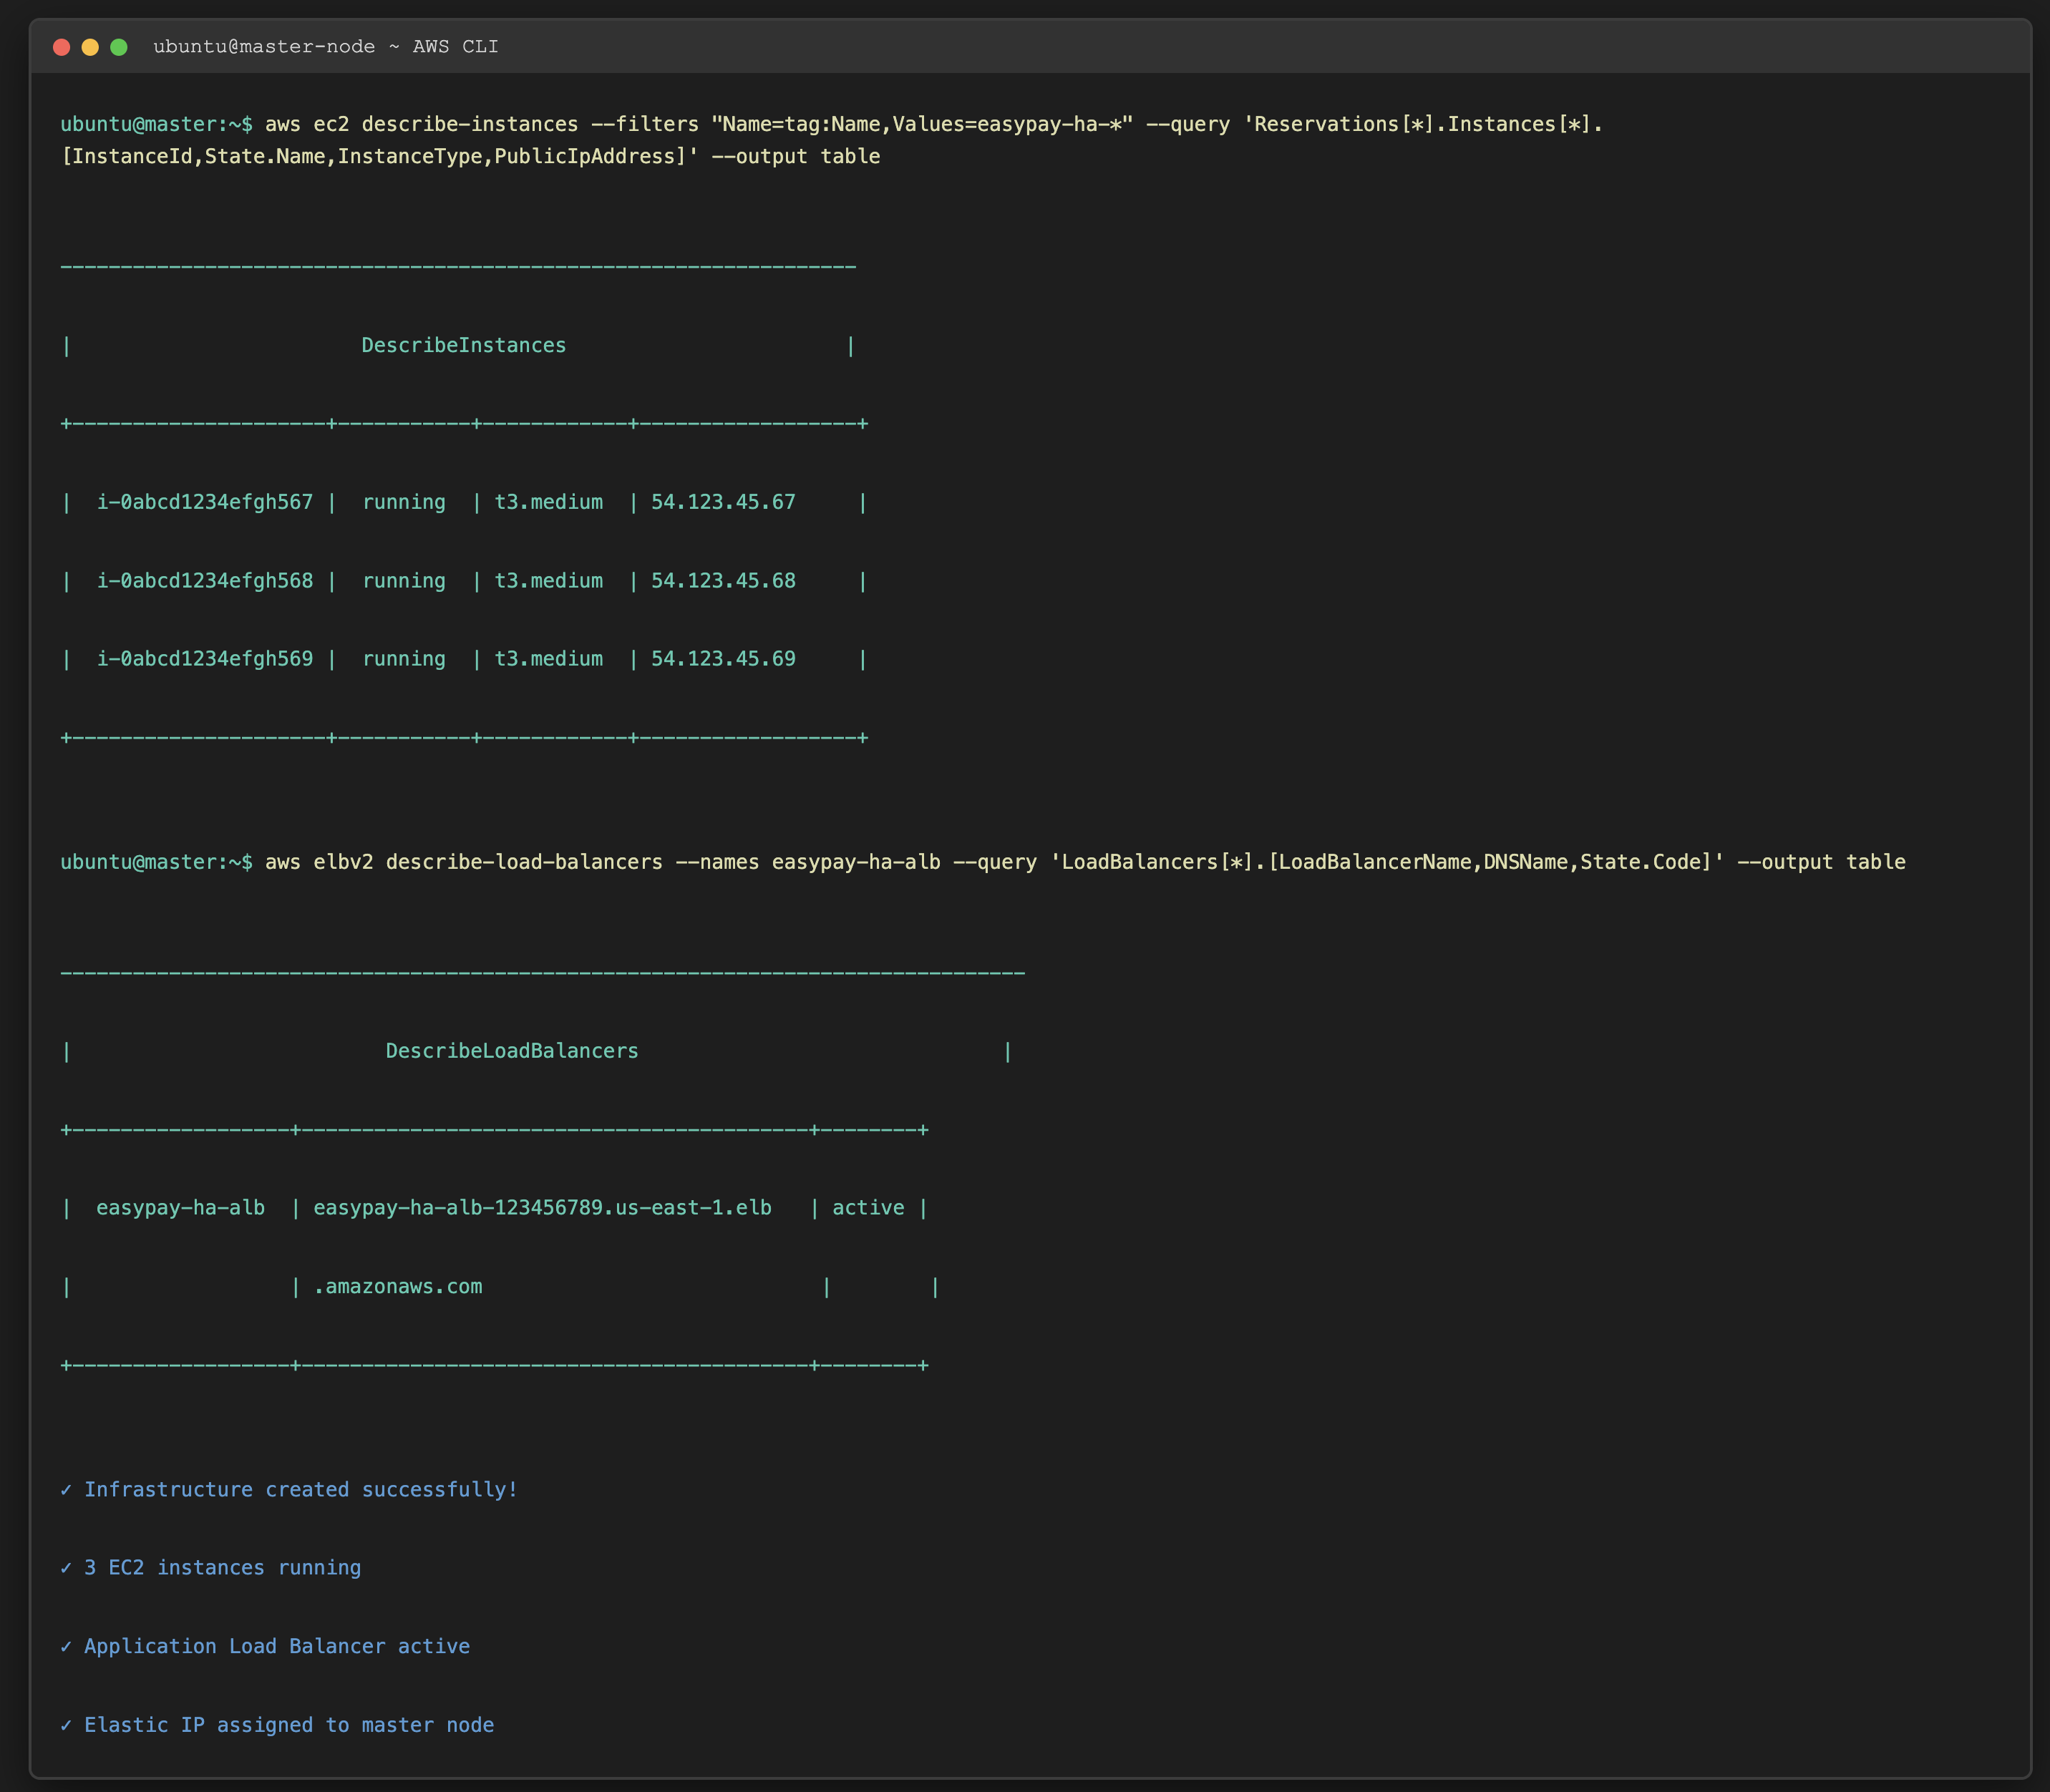 ubuntu@master-node ~ AWS CLI
ubuntu@master:~$ aws ec2 describe-instances --filters "Name=tag:Name,Values=easypay-ha-*" --query 'Reservations[*].Instances[*].
[InstanceId,State.Name,InstanceType,PublicIpAddress]' --output table
------------------------------------------------------------------
|                        DescribeInstances                       |
+---------------------+-----------+------------+------------------+
|  i-0abcd1234efgh567 |  running  | t3.medium  | 54.123.45.67     |
|  i-0abcd1234efgh568 |  running  | t3.medium  | 54.123.45.68     |
|  i-0abcd1234efgh569 |  running  | t3.medium  | 54.123.45.69     |
+---------------------+-----------+------------+------------------+
ubuntu@master:~$ aws elbv2 describe-load-balancers --names easypay-ha-alb --query 'LoadBalancers[*].[LoadBalancerName,DNSName,State.Code]' --output table
--------------------------------------------------------------------------------
|                          DescribeLoadBalancers                              |
+------------------+------------------------------------------+--------+
|  easypay-ha-alb  | easypay-ha-alb-123456789.us-east-1.elb   | active |
|                  | .amazonaws.com                            |        |
+------------------+------------------------------------------+--------+
✓ Infrastructure created successfully!
✓ 3 EC2 instances running
✓ Application Load Balancer active
✓ Elastic IP assigned to master node